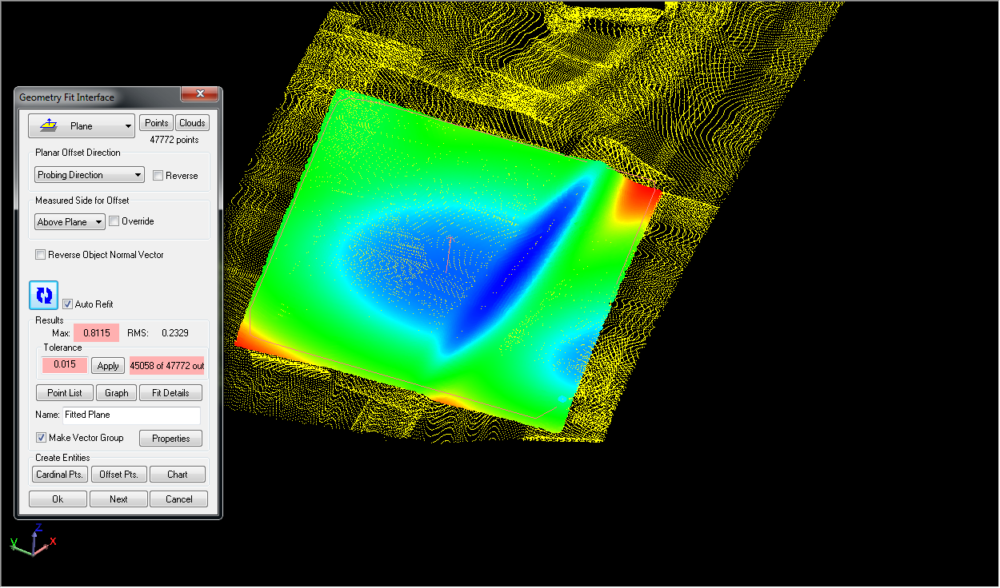 Geometry Fit Interface
Plane
Points
Clouds
47772 points
Planar Offset Direction
Probing Direction
Reverse
Measured Side for Offset
Above Plane
Override
Reverse Object Normal Vector
Auto Refit
Results
Max: 0.8115 RMS: 0.2329
Tolerance
0.015 Apply 45058 of 47772 out
Point List Graph Fit Details
Name: Fitted Plane
Make Vector Group Properties
Create Entities
Cardinal Pts. Offset Pts. Chart
Ok Next Cancel
Z
Y X